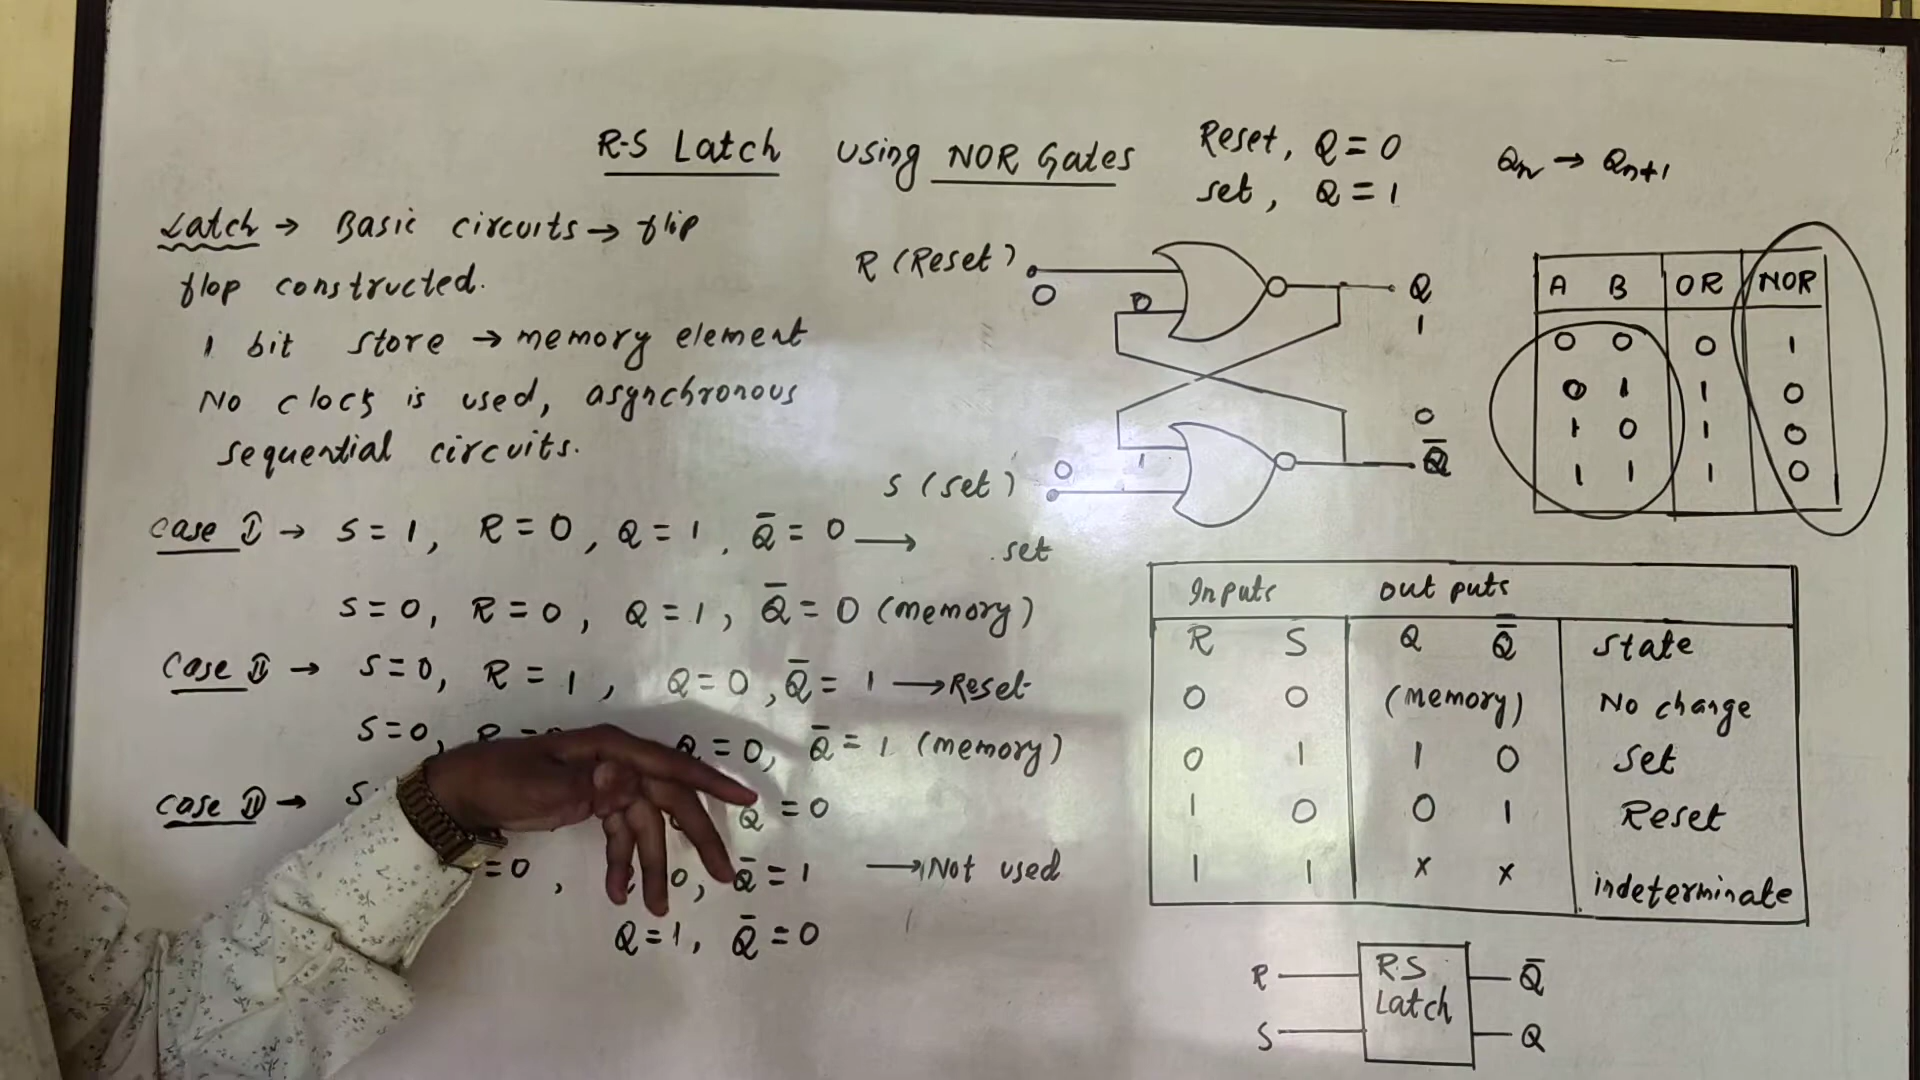 R-S Latch using NOR Gates
Reset, Q = 0
set, Q = 1
Qn → Qn+1
Latch → Basic circuits → flip
flop constructed.
1 bit store → memory element
No clock is used, asynchronous
sequential circuits.
R (Reset)
0
0
Q
1
0
Q̅
S (set)
0
1
A B OR NOR
0 0 0 1
0 1 1 0
1 0 1 0
1 1 1 0
case I → S = 1, R = 0, Q = 1, Q̅ = 0 → set
S = 0, R = 0, Q = 1, Q̅ = 0 (memory)
case II → S = 0, R = 1, Q = 0, Q̅ = 1 → Reset
S = 0, Q = 0, Q̅ = 1 (memory)
case → S Q̅ = 0
= 0, 0, Q̅ = 1 → Not used
Q = 1, Q̅ = 0
Inputs out puts
R S Q Q̅ state
0 0 (memory) No change
0 1 1 0 set
1 0 0 1 Reset
1 1 x x indeterminate
R R.S Q̅
S Latch Q